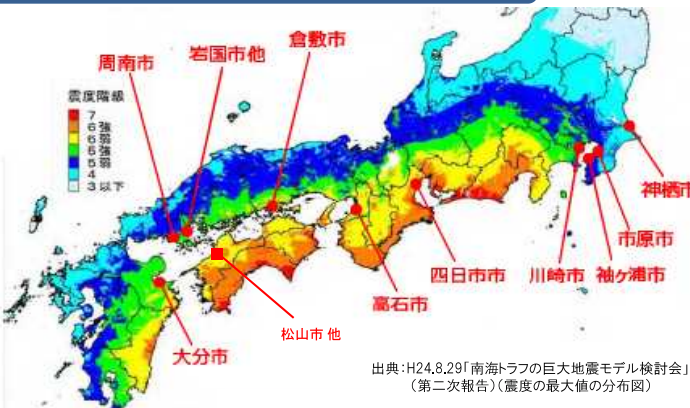 周南市
岩国市他
倉敷市
震度階級
7
6強
6弱
5強
5弱
4
3以下
神栖市
市原市
袖ヶ浦市
川崎市
四日市市
高石市
松山市 他
大分市
出典:H24.8.29「南海トラフの巨大地震モデル検討会」
(第二次報告)(震度の最大値の分布図)